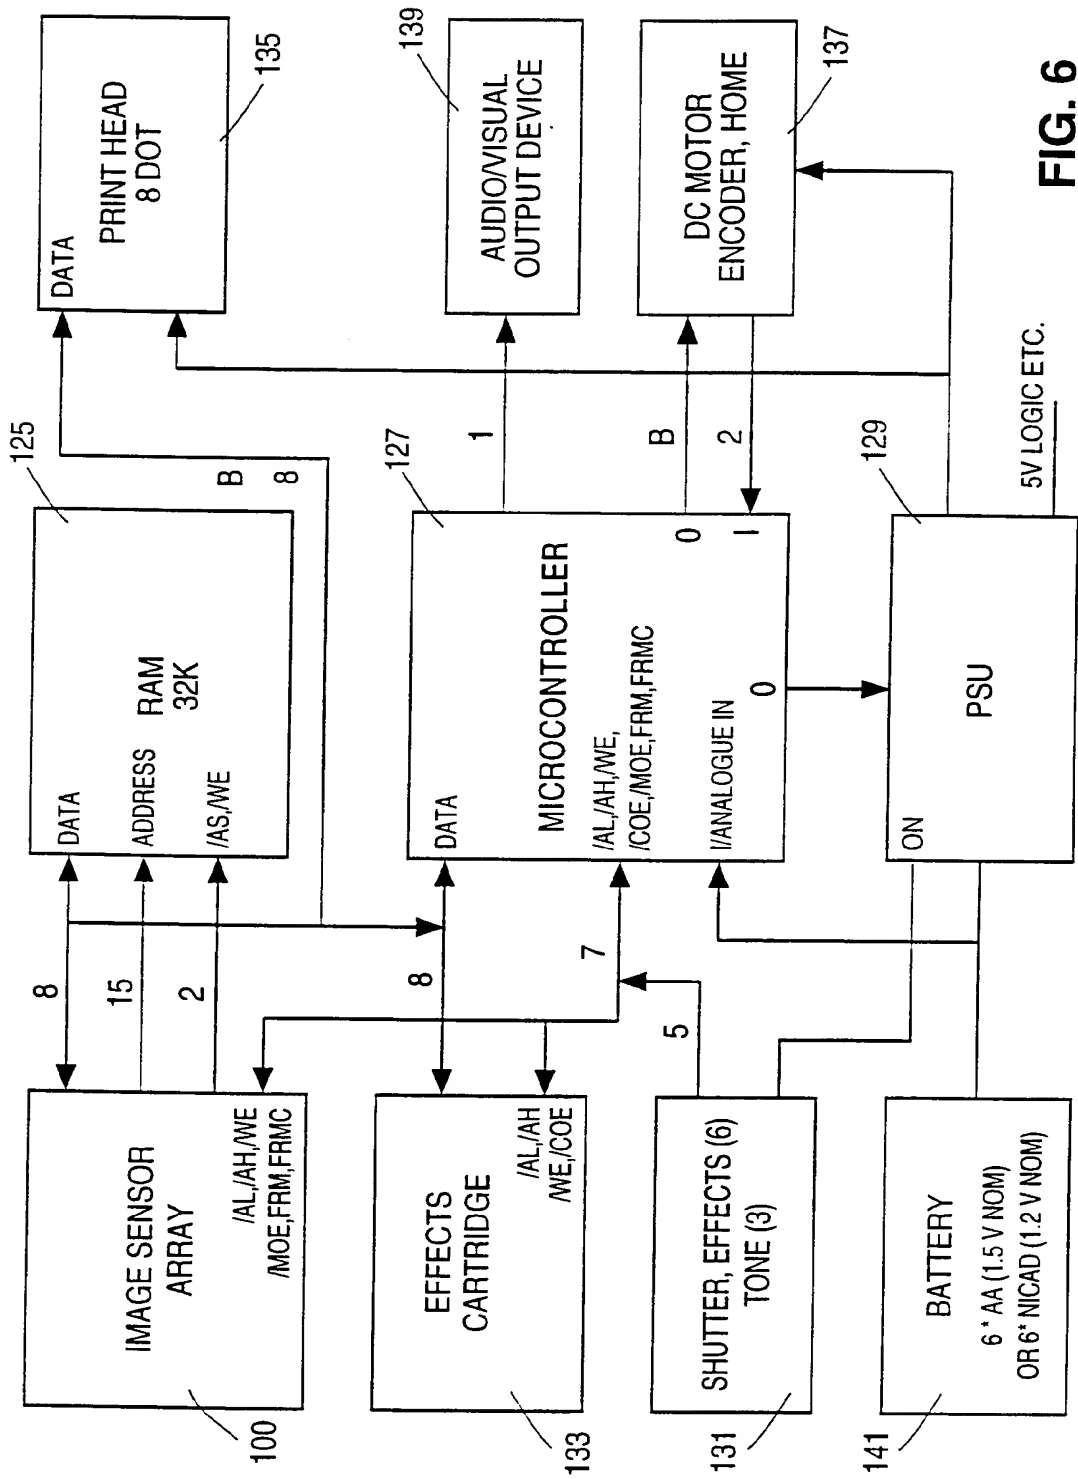 IMAGE SENSOR
ARRAY
/AL,/AH,/WE
/MOE,FRM,FRMC
100
8
15
2
DATA
ADDRESS
/AS,/WE
RAM
32K
125
B
8
DATA
PRINT HEAD
8 DOT
135
EFFECTS
CARTRIDGE
/AL,/AH
/WE,/COE
133
8
7
DATA
MICROCONTROLLER
/AL,/AH,/WE,
/COE,/MOE,FRM,FRMC
I/ANALOGUE IN
O
O
I
127
1
AUDIO/VISUAL
OUTPUT DEVICE
139
B
2
DC MOTOR
ENCODER, HOME
137
SHUTTER, EFFECTS (6)
TONE (3)
131
5
BATTERY
6 * AA (1.5 V NOM)
OR 6* NICAD (1.2 V NOM)
141
ON
PSU
129
5V LOGIC ETC.
FIG. 6